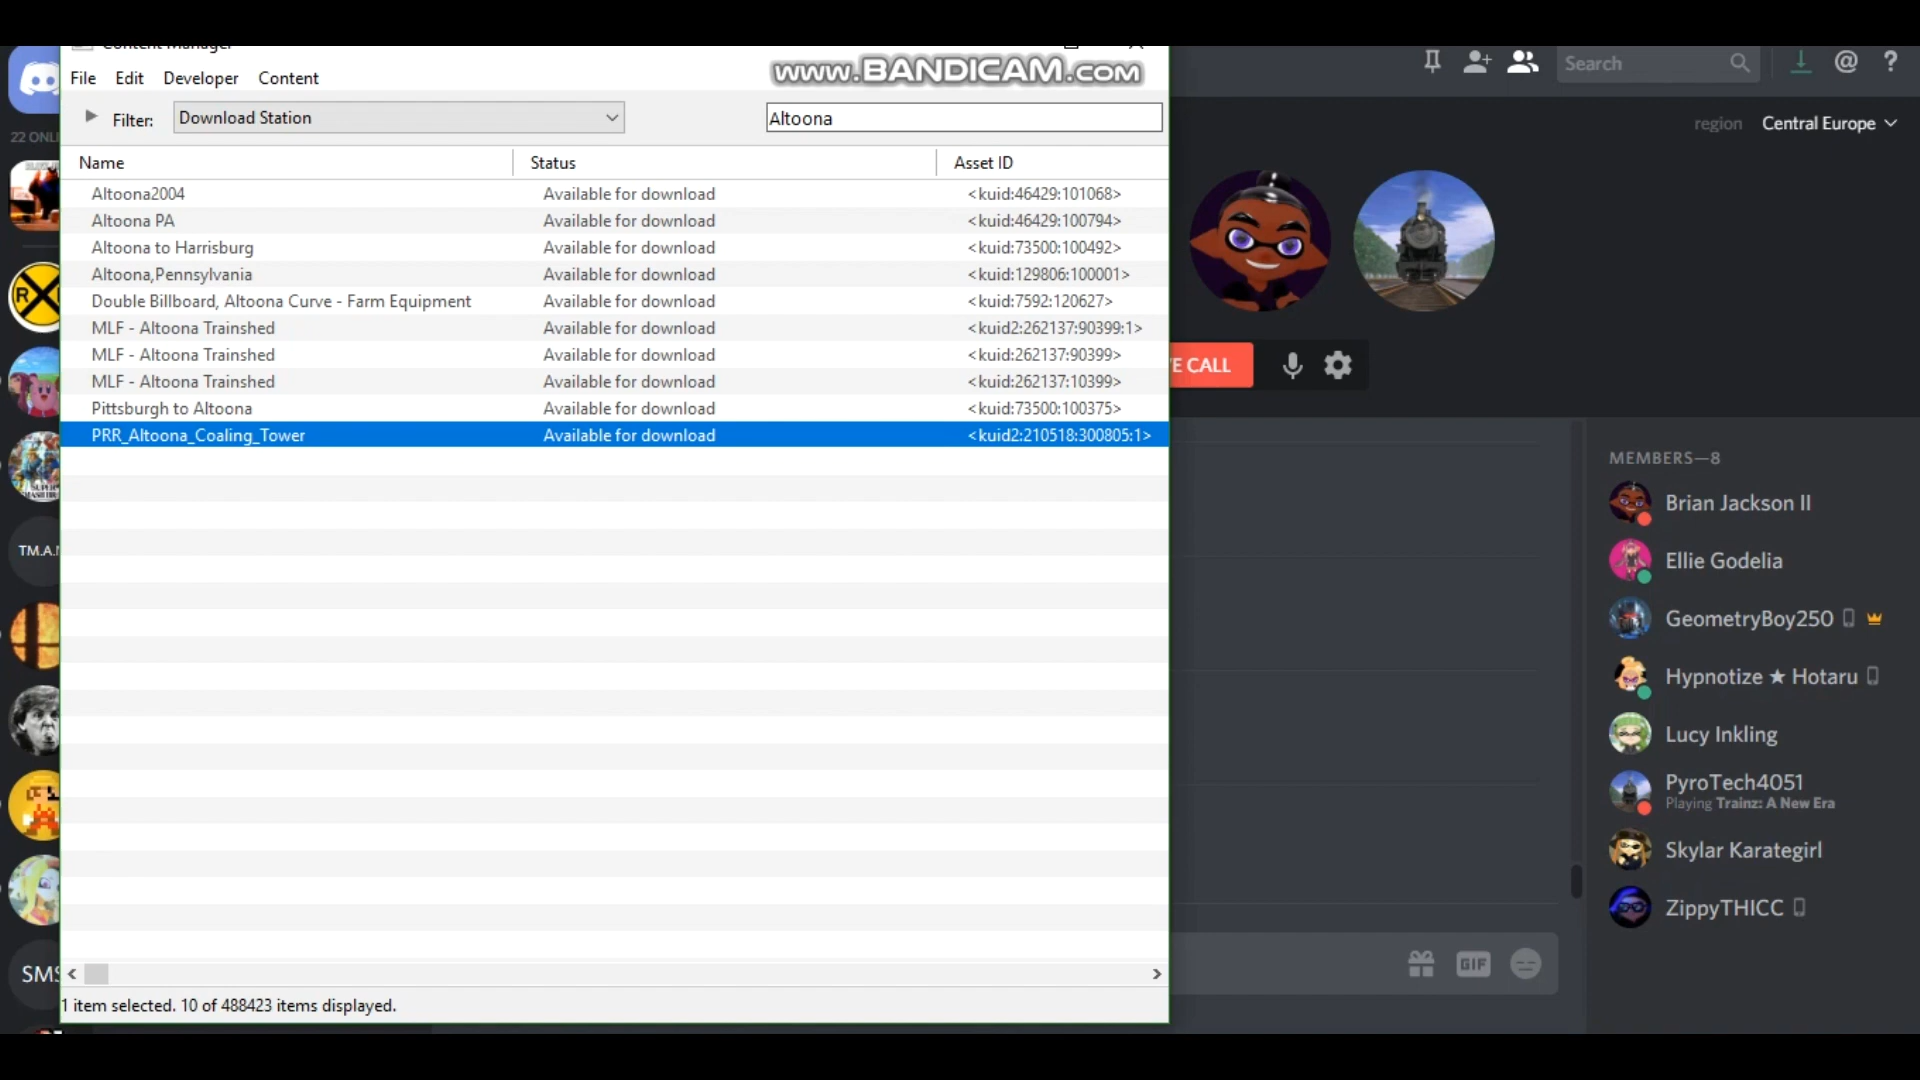 Content Manager
www.BANDICAM.com
File Edit Developer Content
Filter: Download Station Altoona
Name Status Asset ID
Altoona2004 Available for download <kuid:46429:101068>
Altoona PA Available for download <kuid:46429:100794>
Altoona to Harrisburg Available for download <kuid:73500:100492>
Altoona,Pennsylvania Available for download <kuid:129806:100001>
Double Billboard, Altoona Curve - Farm Equipment Available for download <kuid:7592:120627>
MLF - Altoona Trainshed Available for download <kuid2:262137:90399:1>
MLF - Altoona Trainshed Available for download <kuid:262137:90399>
MLF - Altoona Trainshed Available for download <kuid:262137:10399>
Pittsburgh to Altoona Available for download <kuid:73500:100375>
PRR_Altoona_Coaling_Tower Available for download <kuid2:210518:300805:1>
1 item selected. 10 of 488423 items displayed.
22 ONL
R
TM.A.
SMS
Search
region Central Europe
E CALL
MEMBERS—8
Brian Jackson II
Ellie Godelia
GeometryBoy250
Hypnotize ★ Hotaru
Lucy Inkling
PyroTech4051
Playing Trainz: A New Era
Skylar Karategirl
ZippyTHICC
GIF